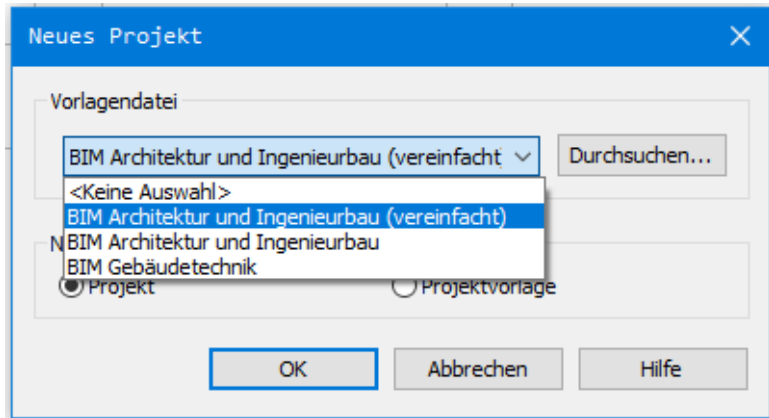 Neues Projekt
Vorlagendatei
BIM Architektur und Ingenieurbau (vereinfacht
Durchsuchen...
<Keine Auswahl>
BIM Architektur und Ingenieurbau (vereinfacht)
BIM Architektur und Ingenieurbau
BIM Gebäudetechnik
Projekt
Projektvorlage
OK
Abbrechen
Hilfe